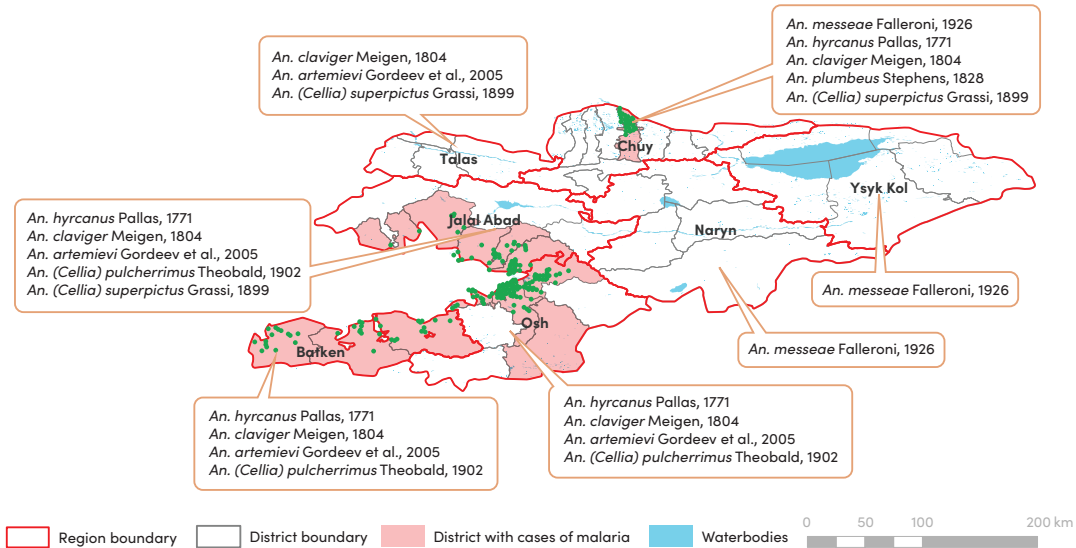 An. messeae Falleroni, 1926
An. hyrcanus Pallas, 1771
An. claviger Meigen, 1804
An. plumbeus Stephens, 1828
An. (Cellia) superpictus Grassi, 1899
An. claviger Meigen, 1804
An. artemievi Gordeev et al., 2005
An. (Cellia) superpictus Grassi, 1899
Chuy
Talas
Ysyk Kol
An. hyrcanus Pallas, 1771
An. claviger Meigen, 1804
An. artemievi Gordeev et al., 2005
An. (Cellia) pulcherrimus Theobald, 1902
An. (Cellia) superpictus Grassi, 1899
Jalal Abad
Naryn
An. messeae Falleroni, 1926
Osh
Batken
An. messeae Falleroni, 1926
An. hyrcanus Pallas, 1771
An. claviger Meigen, 1804
An. artemievi Gordeev et al., 2005
An. (Cellia) pulcherrimus Theobald, 1902
An. hyrcanus Pallas, 1771
An. claviger Meigen, 1804
An. artemievi Gordeev et al., 2005
An. (Cellia) pulcherrimus Theobald, 1902
Region boundary
District boundary
District with cases of malaria
Waterbodies
0 50 100 200 km